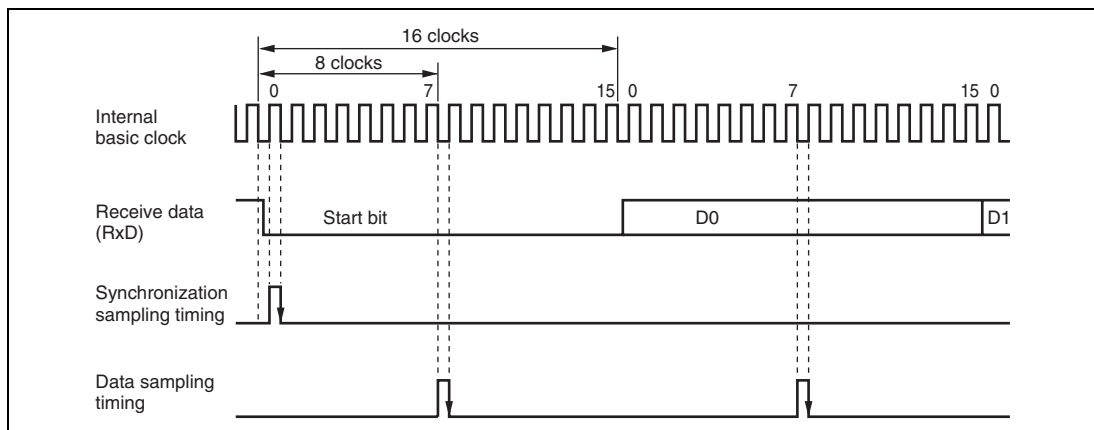 16 clocks
8 clocks
0 7 15 0 7 15 0
Internal
basic clock
Receive data
(RxD)
Start bit D0 D1
Synchronization
sampling timing
Data sampling
timing